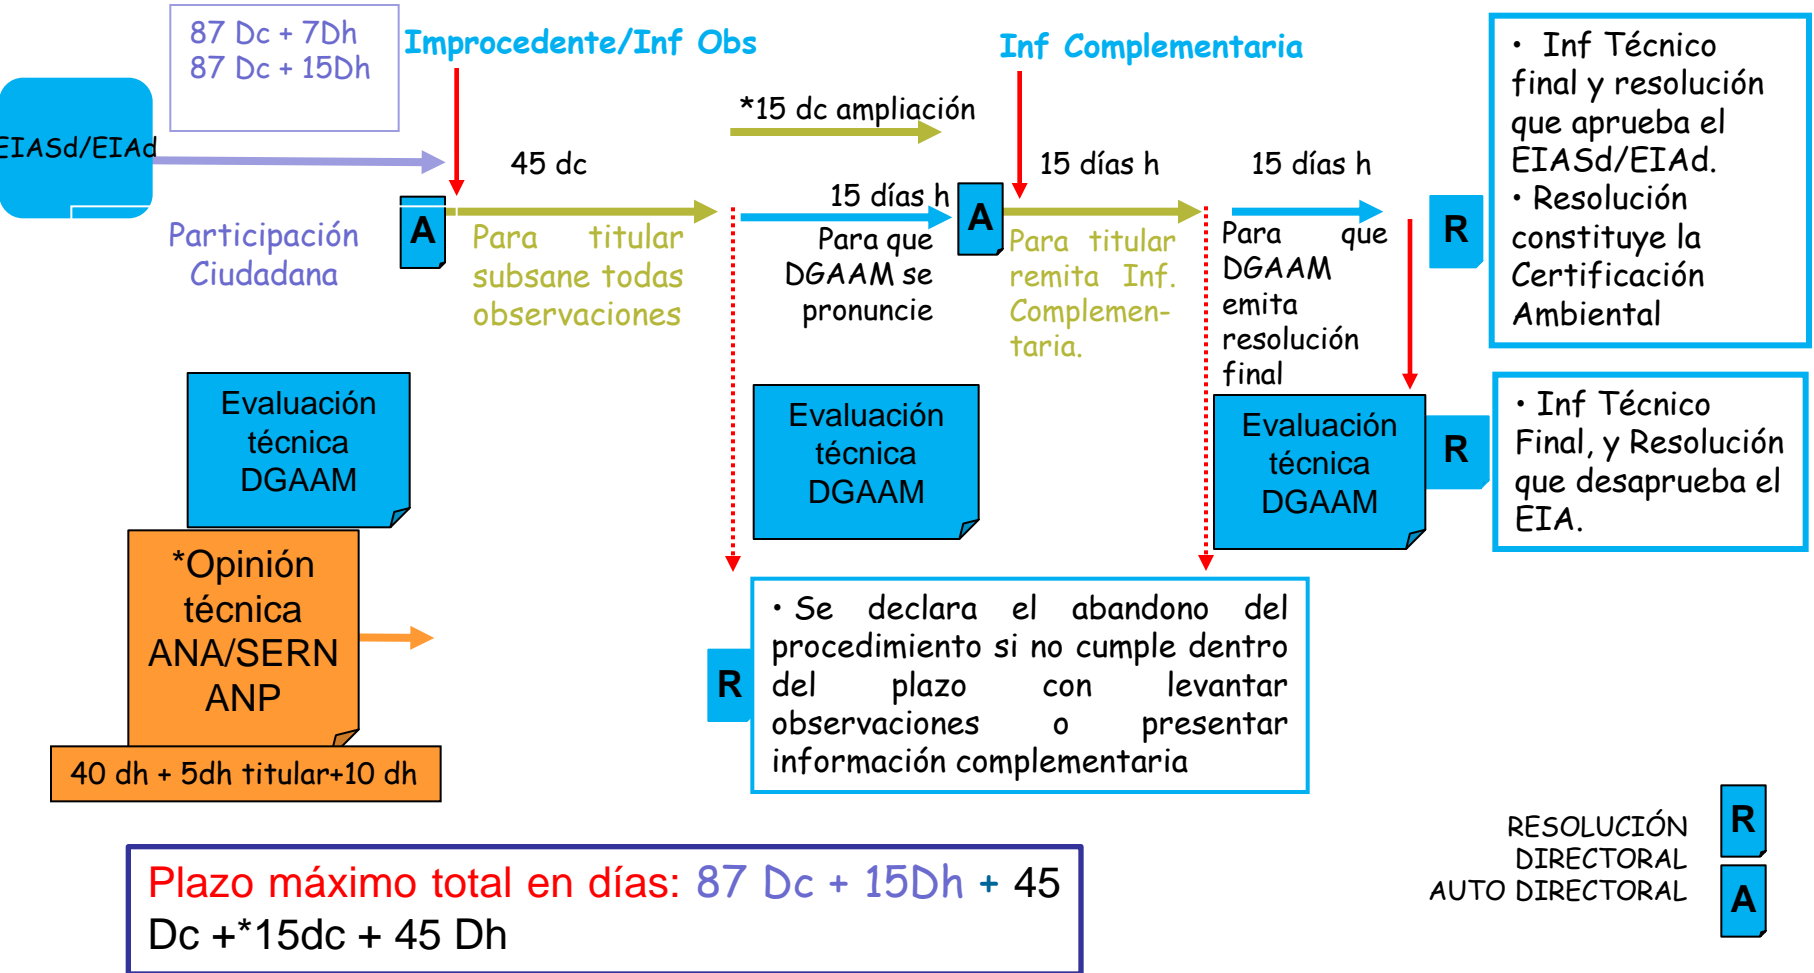 87 Dc + 7Dh
87 Dc + 15Dh
Improcedente/Inf Obs
Inf Complementaria
EIASd/EIAd
*15 dc ampliación
45 dc
15 días h
15 días h
15 días h
Participación
Ciudadana
A
Para titular
subsane todas
observaciones
Para que
DGAAM se
pronuncie
A
Para titular
remita Inf.
Complemen-
taria.
Para que
DGAAM
emita
resolución
final
R
• Inf Técnico
final y resolución
que aprueba el
EIASd/EIAd.
• Resolución
constituye la
Certificación
Ambiental
Evaluación
técnica
DGAAM
Evaluación
técnica
DGAAM
Evaluación
técnica
DGAAM
R
• Inf Técnico
Final, y Resolución
que desaprueba el
EIA.
*Opinión
técnica
ANA/SERN
ANP
40 dh + 5dh titular+10 dh
R
• Se declara el abandono del
procedimiento si no cumple dentro
del plazo con levantar
observaciones o presentar
información complementaria
Plazo máximo total en días: 87 Dc + 15Dh + 45
Dc +*15dc + 45 Dh
RESOLUCIÓN
DIRECTORAL
R
AUTO DIRECTORAL
A